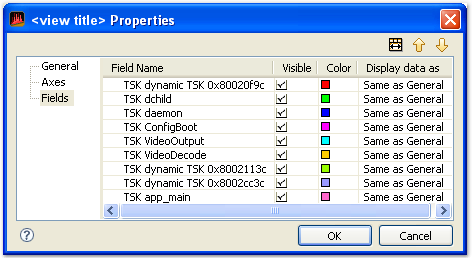 <view title> Properties
General
Axes
Fields
Field Name Visible Color Display data as
TSK dynamic TSK 0x80020f9c Same as General
TSK dchild Same as General
TSK daemon Same as General
TSK ConfigBoot Same as General
TSK VideoOutput Same as General
TSK VideoDecode Same as General
TSK dynamic TSK 0x8002113c Same as General
TSK dynamic TSK 0x8002cc3c Same as General
TSK app_main Same as General
?
OK Cancel